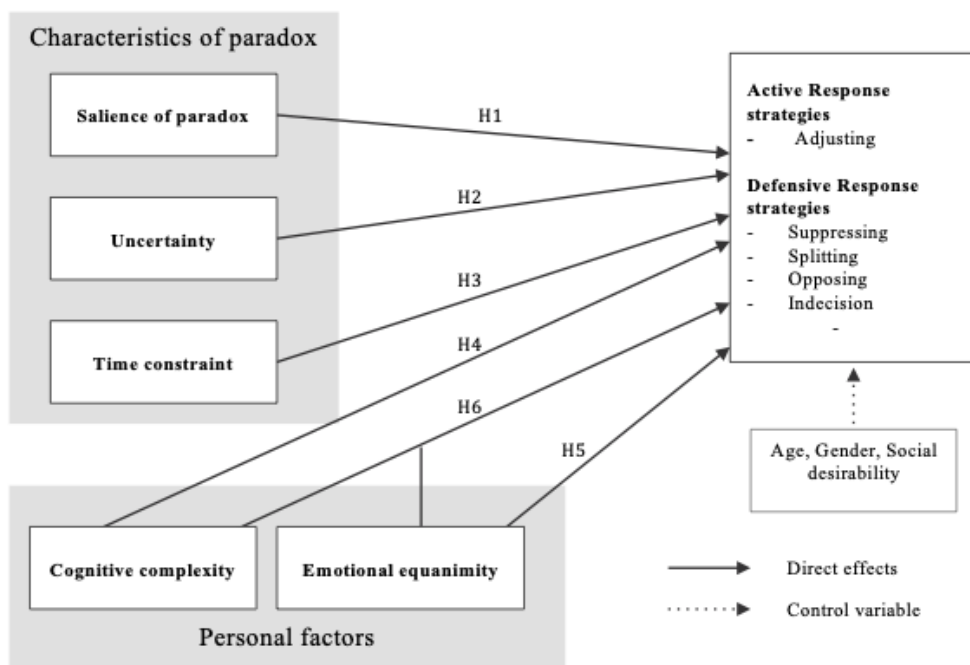 Characteristics of paradox
Salience of paradox
Uncertainty
Time constraint
H1
H2
H3
H4
H6
H5
Active Response
strategies
- Adjusting
Defensive Response
strategies
- Suppressing
- Splitting
- Opposing
- Indecision
-
Age, Gender, Social
desirability
Cognitive complexity
Emotional equanimity
Personal factors
Direct effects
Control variable